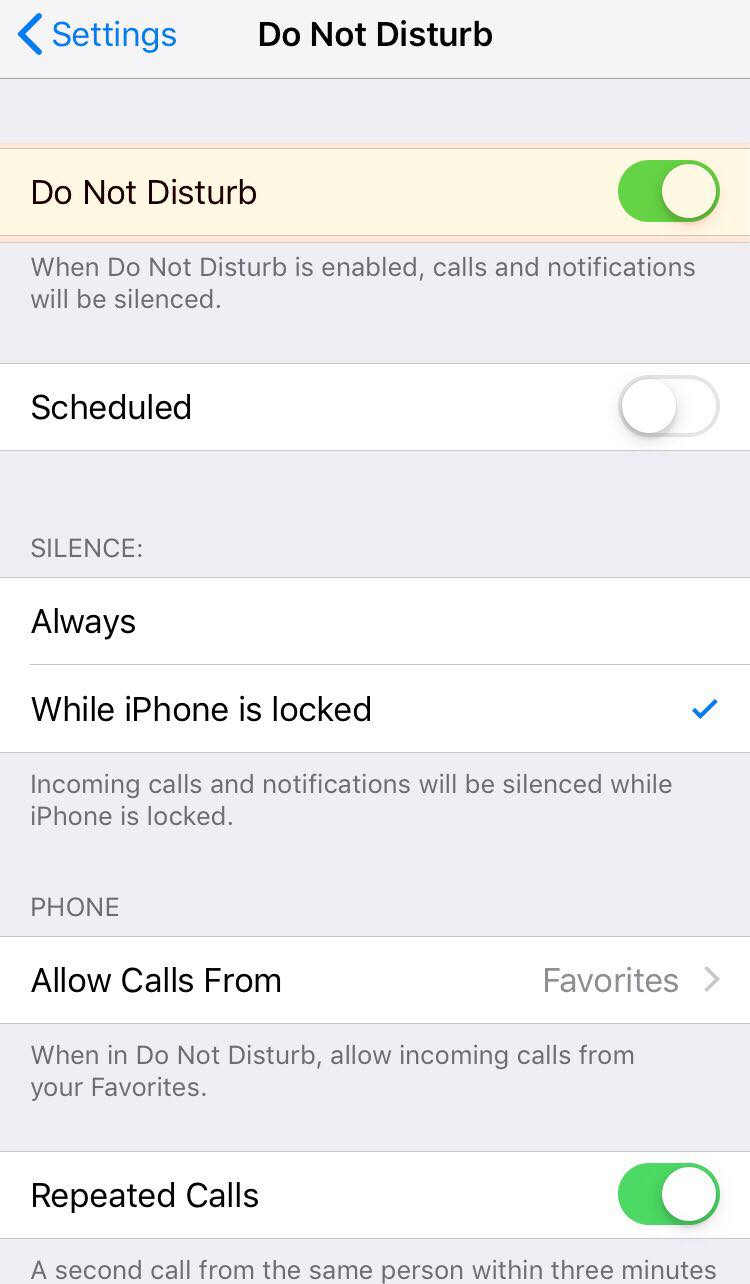 Settings
Do Not Disturb
Do Not Disturb
When Do Not Disturb is enabled, calls and notifications
will be silenced.
Scheduled
SILENCE:
Always
While iPhone is locked
Incoming calls and notifications will be silenced while
iPhone is locked.
PHONE
Allow Calls From
Favorites
When in Do Not Disturb, allow incoming calls from
your Favorites.
Repeated Calls
A second call from the same person within three minutes